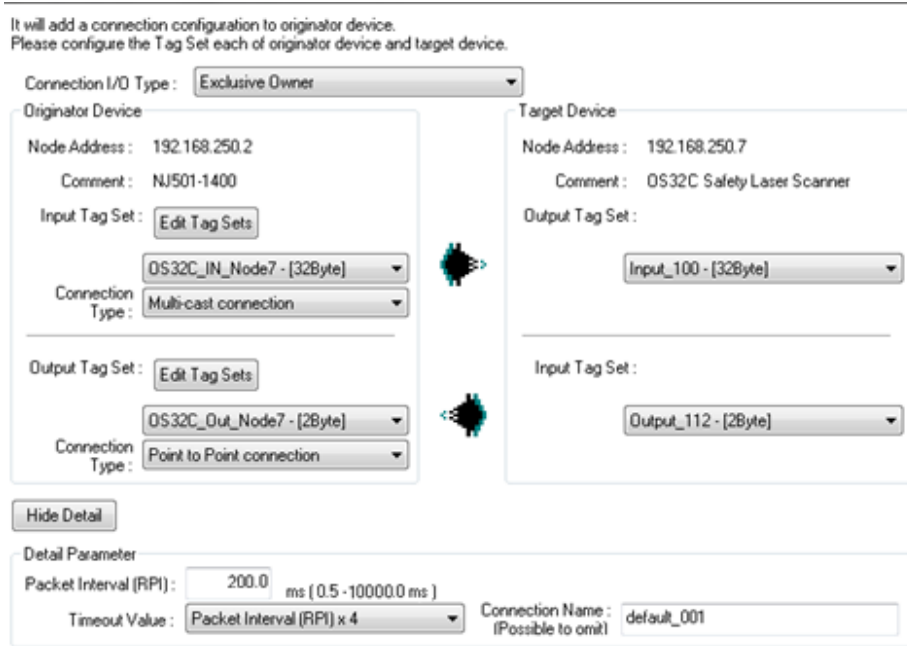 It will add a connection configuration to originator device.
Please configure the Tag Set each of originator device and target device.
Connection I/O Type : Exclusive Owner
Originator Device
Node Address : 192.168.250.2
Comment : NJ501-1400
Input Tag Set : Edit Tag Sets
OS32C_IN_Node7 - [32Byte]
Connection Type : Multi-cast connection
Output Tag Set : Edit Tag Sets
OS32C_Out_Node7 - [2Byte]
Connection Type : Point to Point connection
Target Device
Node Address : 192.168.250.7
Comment : OS32C Safety Laser Scanner
Output Tag Set :
Input_100 - [32Byte]
Input Tag Set :
Output_112 - [2Byte]
Hide Detail
Detail Parameter
Packet Interval (RPI) : 200.0 ms ( 0.5 - 10000.0 ms )
Timeout Value : Packet Interval (RPI) x 4
Connection Name : default_001
(Possible to omit)